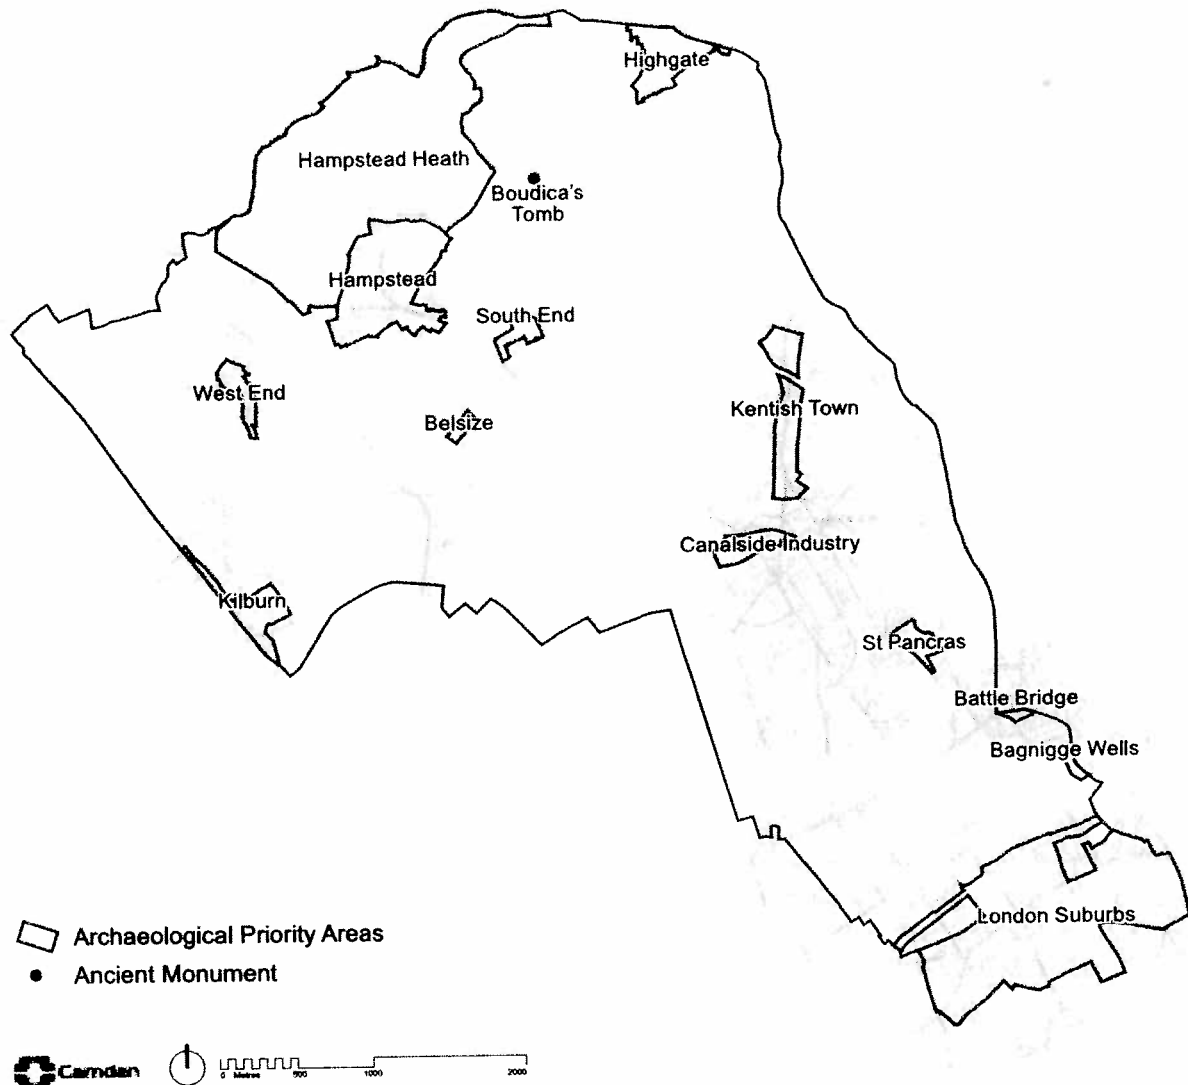 Highgate
Hampstead Heath
Boudica's
Tomb
Hampstead
South End
West End
Kentish Town
Belsize
Canalside Industry
Kilburn
St Pancras
Battle Bridge
Bagnigge Wells
London Suburbs
Archaeological Priority Areas
Ancient Monument
Camden
0 Metres 500 1000 2000